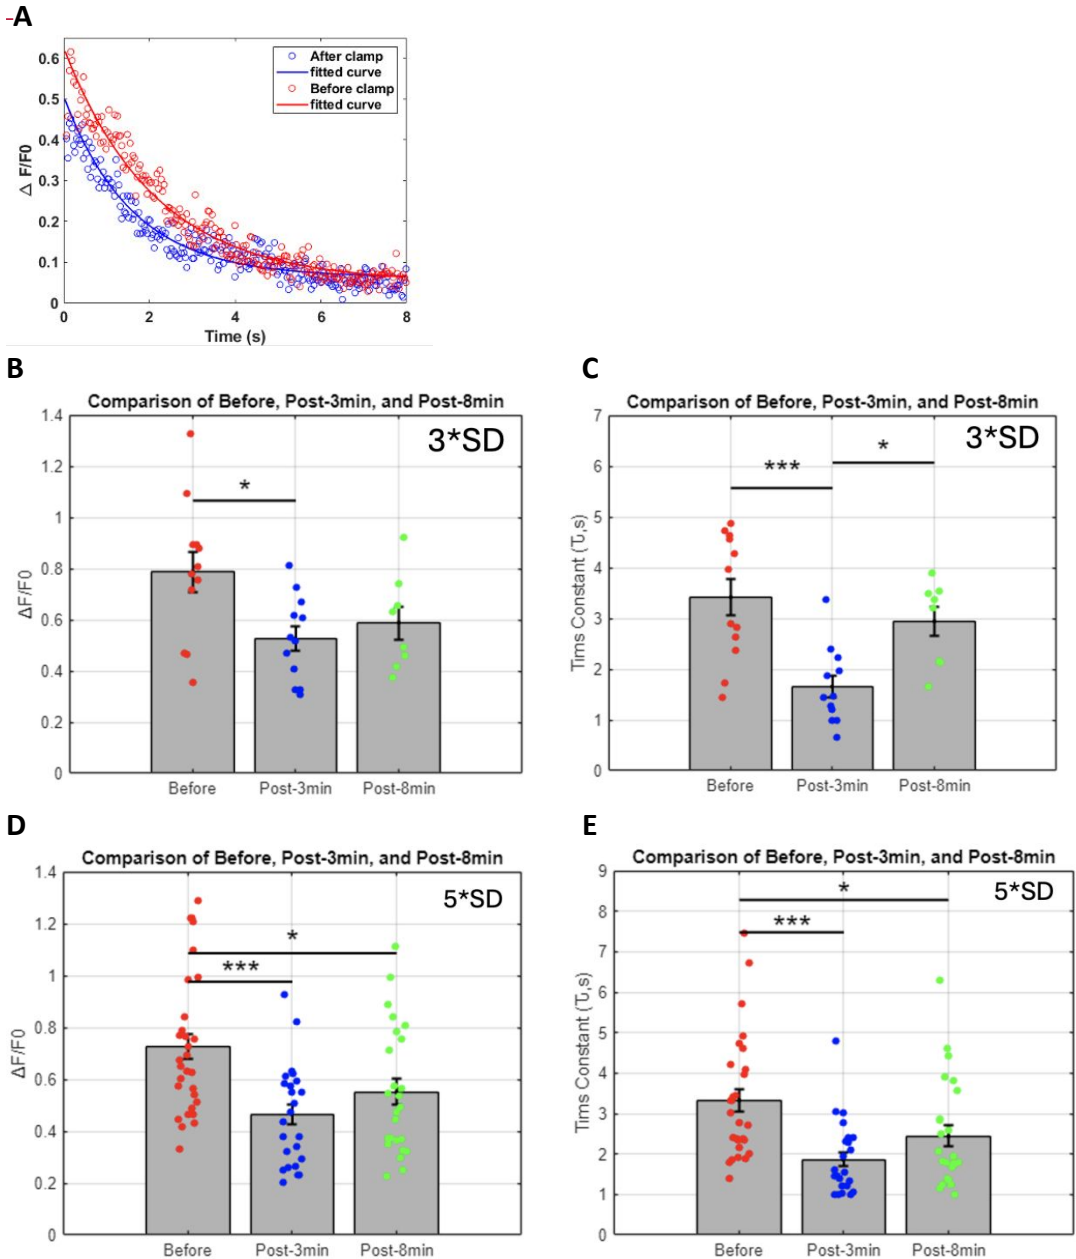 -A
0.6
0.5
0.4
0.3
0.2
0.1
0
Δ F/F0
After clamp
fitted curve
Before clamp
fitted curve
0 2 4 6 8
Time (s)
B
Comparison of Before, Post-3min, and Post-8min
3*SD
*
1.4
1.2
1
0.8
0.6
0.4
0.2
0
ΔF/F0
Before Post-3min Post-8min
C
Comparison of Before, Post-3min, and Post-8min
3*SD
*
***
7
6
5
4
3
2
1
0
Tims Constant (τ,s)
Before Post-3min Post-8min
D
Comparison of Before, Post-3min, and Post-8min
5*SD
*
***
1.4
1.2
1
0.8
0.6
0.4
0.2
0
ΔF/F0
Before Post-3min Post-8min
E
Comparison of Before, Post-3min, and Post-8min
5*SD
*
***
9
8
7
6
5
4
3
2
1
0
Tims Constant (τ,s)
Before Post-3min Post-8min